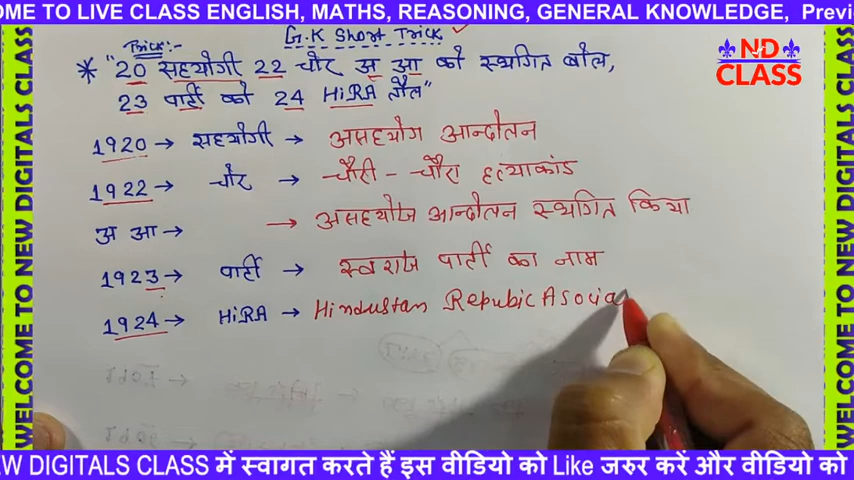 OME TO LIVE CLASS ENGLISH, MATHS, REASONING, GENERAL KNOWLEDGE, Previ
G.K Short Trick
Trick:-
* "20 सहयोगी 22 चोर अ आ को स्थगित बोल,
23 पार्टी को 24 HiRA तौल"
ND
CLASS
1920 → सहयोगी → असहयोग आन्दोलन
1922 → चोर → चौरी - चौरा हत्याकांड
अ आ → → असहयोग आन्दोलन स्थगित किया
1923 → पार्टी → स्वराज पार्टी का नाम
1924 → HiRA → Hindustan Repubic Asocia
WELCOME TO NEW DIGITALS CLASS
WELCOME TO NEW DIGITALS CLASS
EW DIGITALS CLASS में स्वागत करते हैं इस वीडियो को Like जरुर करें और वीडियो को